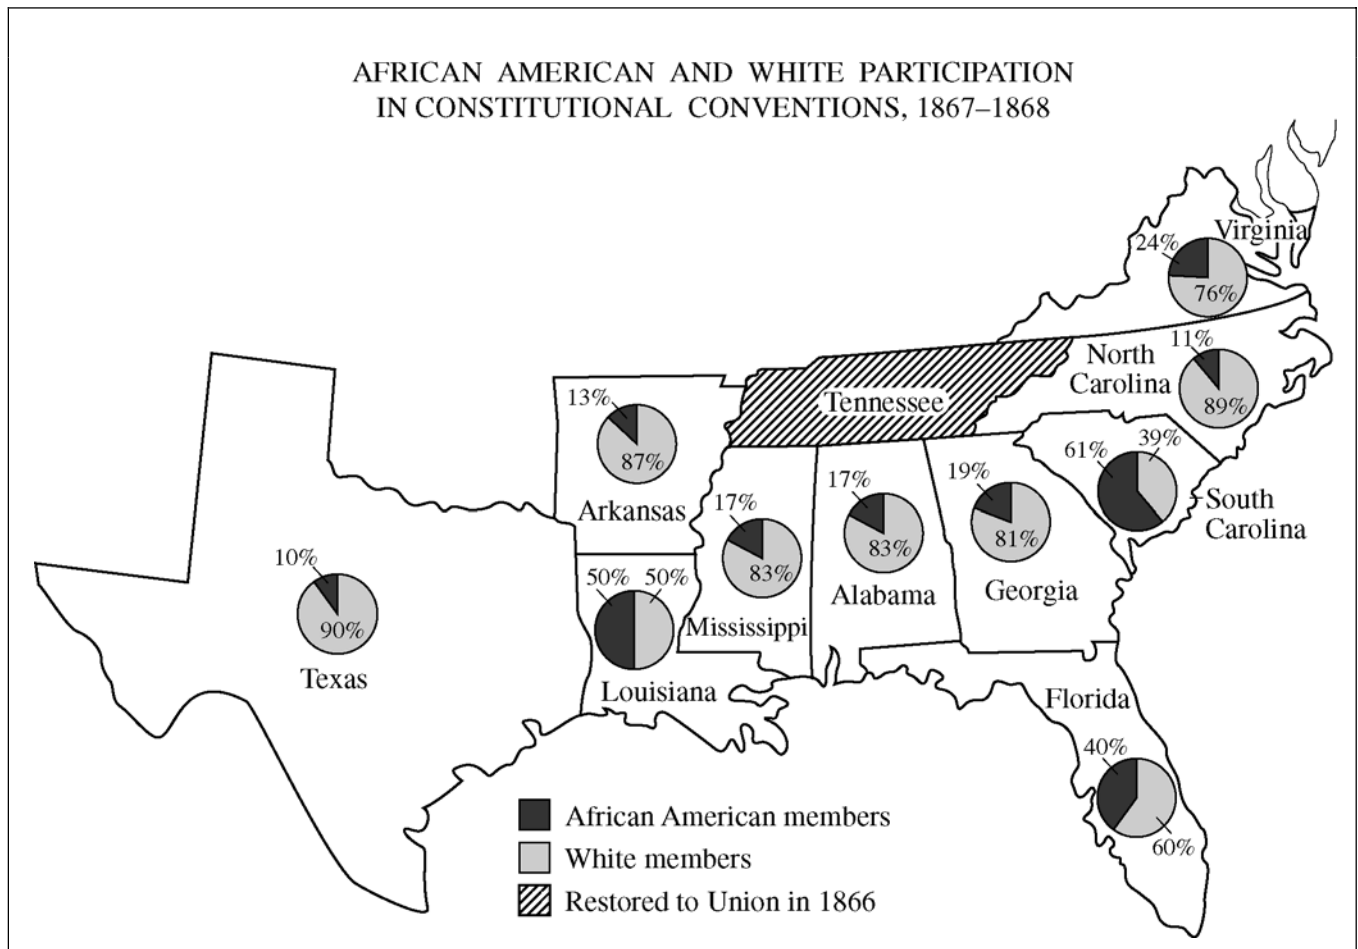 AFRICAN AMERICAN AND WHITE PARTICIPATION
IN CONSTITUTIONAL CONVENTIONS, 1867–1868
Virginia
24%
76%
North
Carolina
11%
89%
Tennessee
13%
87%
Arkansas
61%
39%
South
Carolina
17%
83%
Mississippi
17%
83%
Alabama
19%
81%
Georgia
10%
90%
Texas
50%
50%
Louisiana
Florida
40%
60%
African American members
White members
Restored to Union in 1866